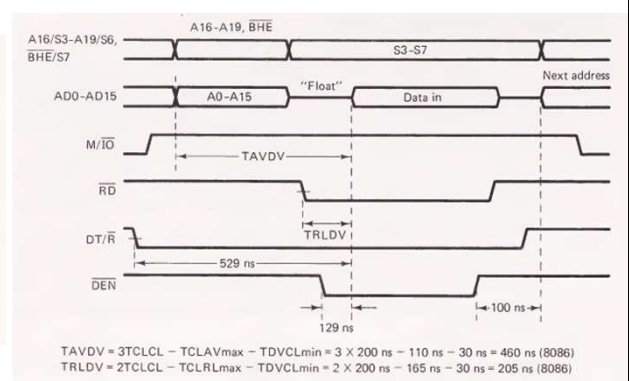 A16-A19, BHE
A16/S3-A19/S6,
BHE/S7
S3-S7
Next address
"Float"
AD0-AD15
A0-A15
Data in
M/IO
TAVDV
RD
TRLDV
DT/R
529 ns
DEN
100 ns
129 ns
TAVDV = 3TCLCL - TCLAVmax - TDVCLmin = 3 X 200 ns - 110 ns - 30 ns = 460 ns (8086)
TRLDV = 2TCLCL - TCLRLmax - TDVCLmin = 2 X 200 ns - 165 ns - 30 ns = 205 ns (8086)